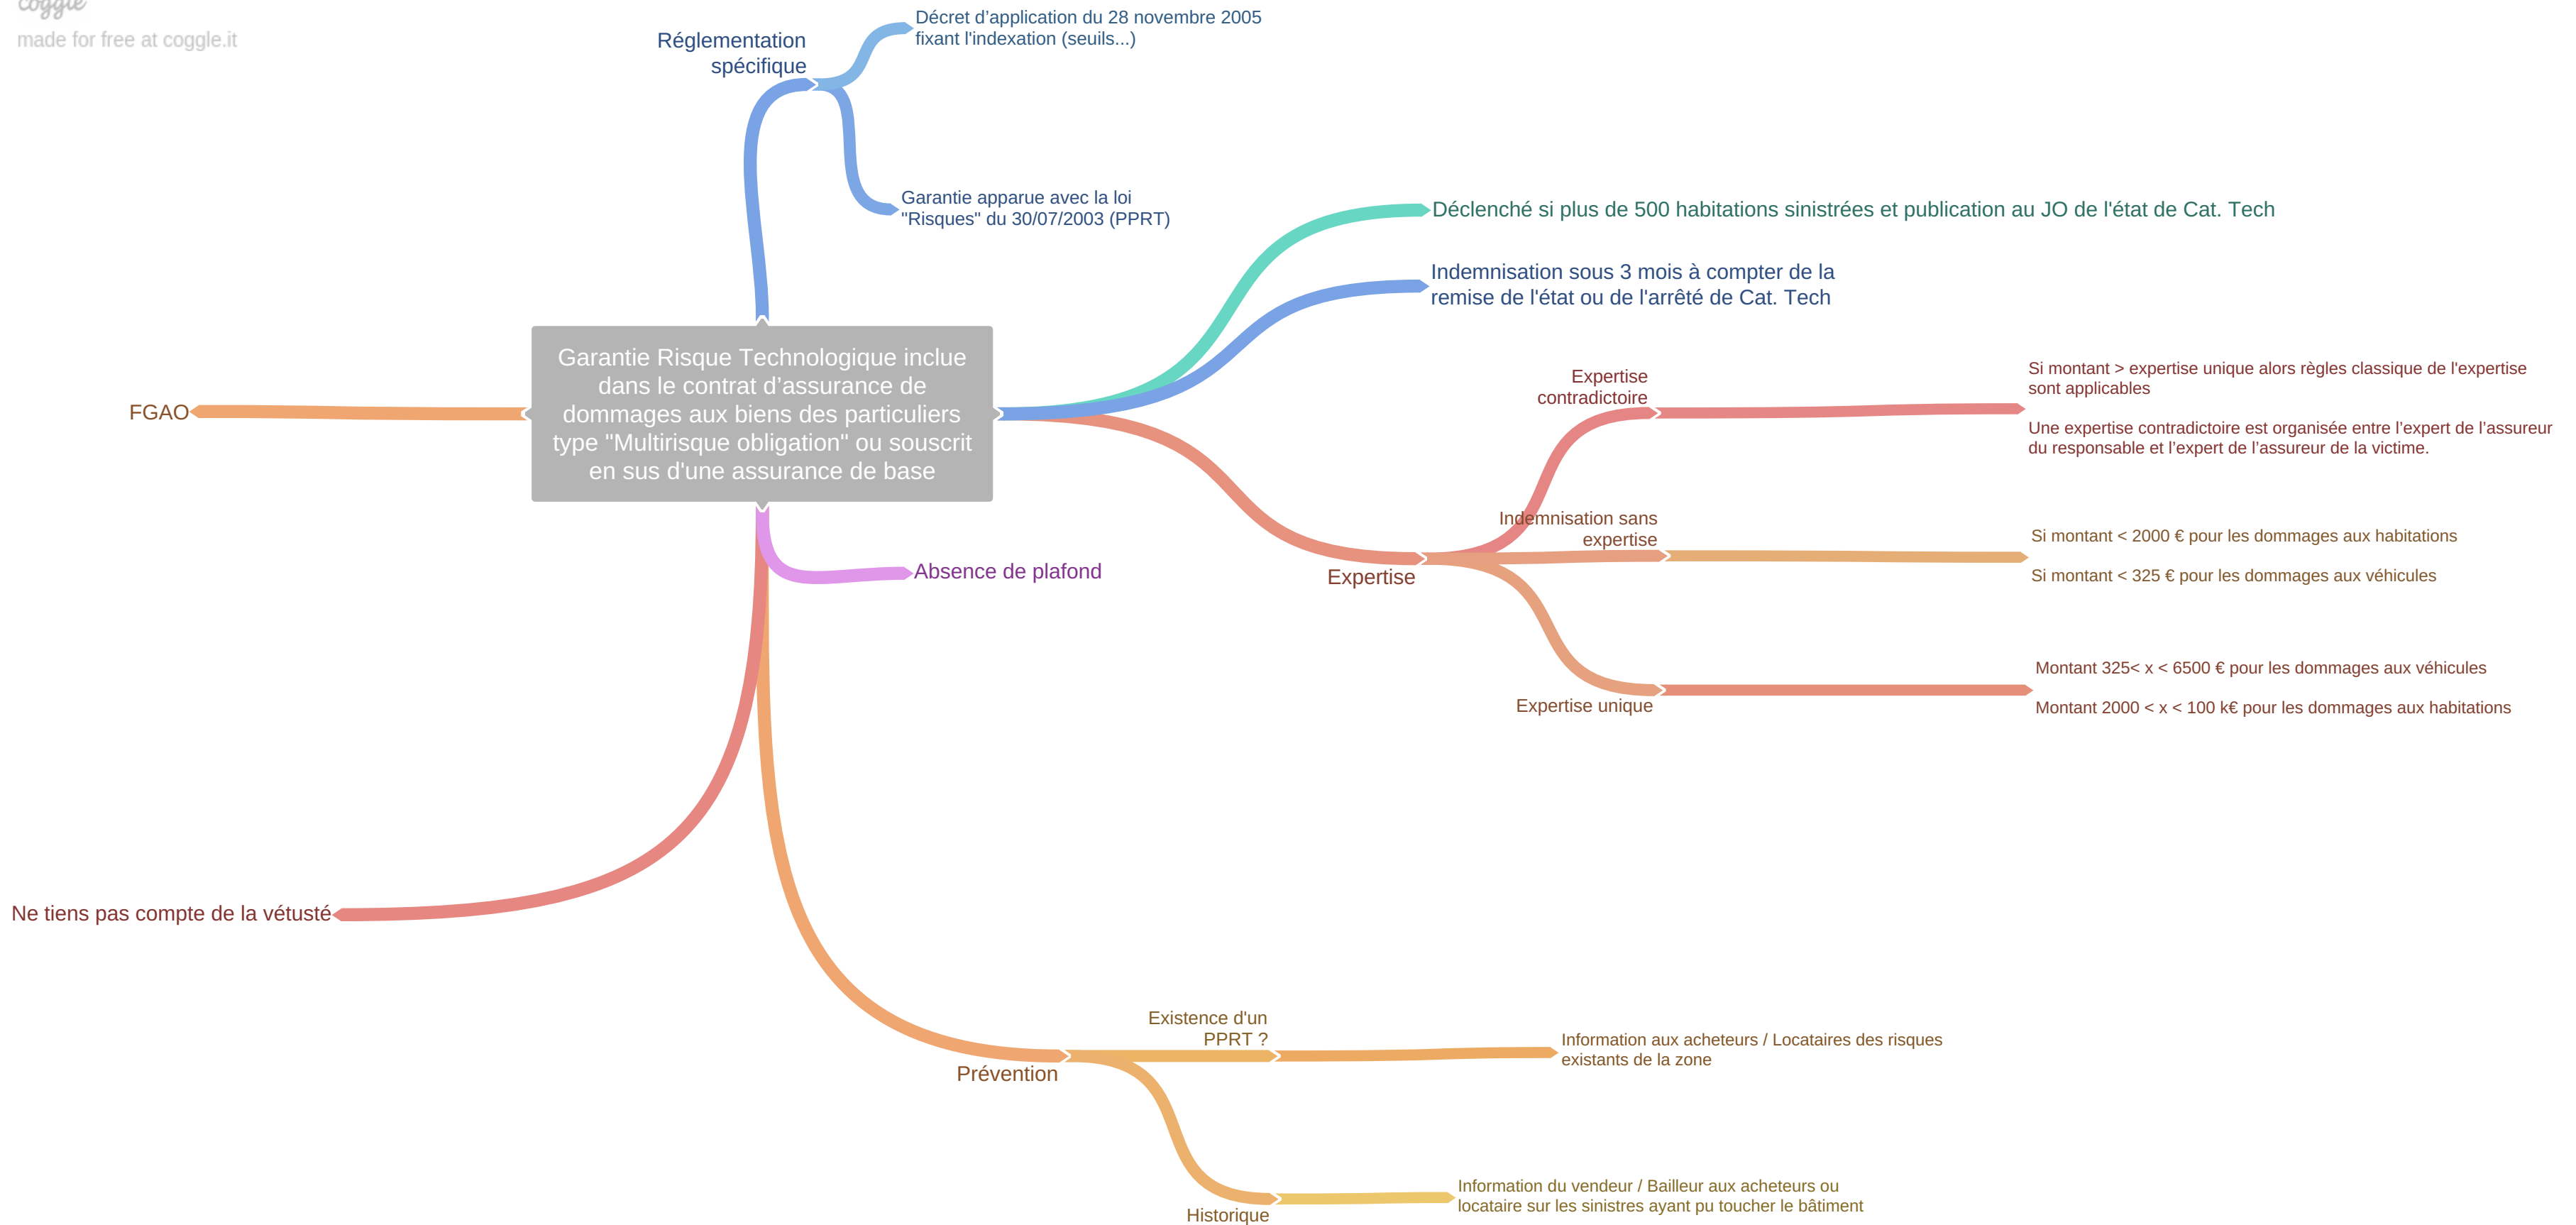 coggle
made for free at coggle.it
Réglementation
spécifique
Décret d’application du 28 novembre 2005
fixant l'indexation (seuils...)
Garantie apparue avec la loi
"Risques" du 30/07/2003 (PPRT)
Déclenché si plus de 500 habitations sinistrées et publication au JO de l'état de Cat. Tech
Indemnisation sous 3 mois à compter de la
remise de l'état ou de l'arrêté de Cat. Tech
Garantie Risque Technologique inclue
dans le contrat d’assurance de
dommages aux biens des particuliers
type "Multirisque obligation" ou souscrit
en sus d'une assurance de base
FGAO
Expertise
contradictoire
Si montant > expertise unique alors règles classique de l'expertise
sont applicables
Une expertise contradictoire est organisée entre l’expert de l’assureur
du responsable et l’expert de l’assureur de la victime.
Indemnisation sans
expertise
Si montant < 2000 € pour les dommages aux habitations
Si montant < 325 € pour les dommages aux véhicules
Expertise
Absence de plafond
Expertise unique
Montant 325< x < 6500 € pour les dommages aux véhicules
Montant 2000 < x < 100 k€ pour les dommages aux habitations
Ne tiens pas compte de la vétusté
Prévention
Existence d'un
PPRT ?
Information aux acheteurs / Locataires des risques
existants de la zone
Historique
Information du vendeur / Bailleur aux acheteurs ou
locataire sur les sinistres ayant pu toucher le bâtiment